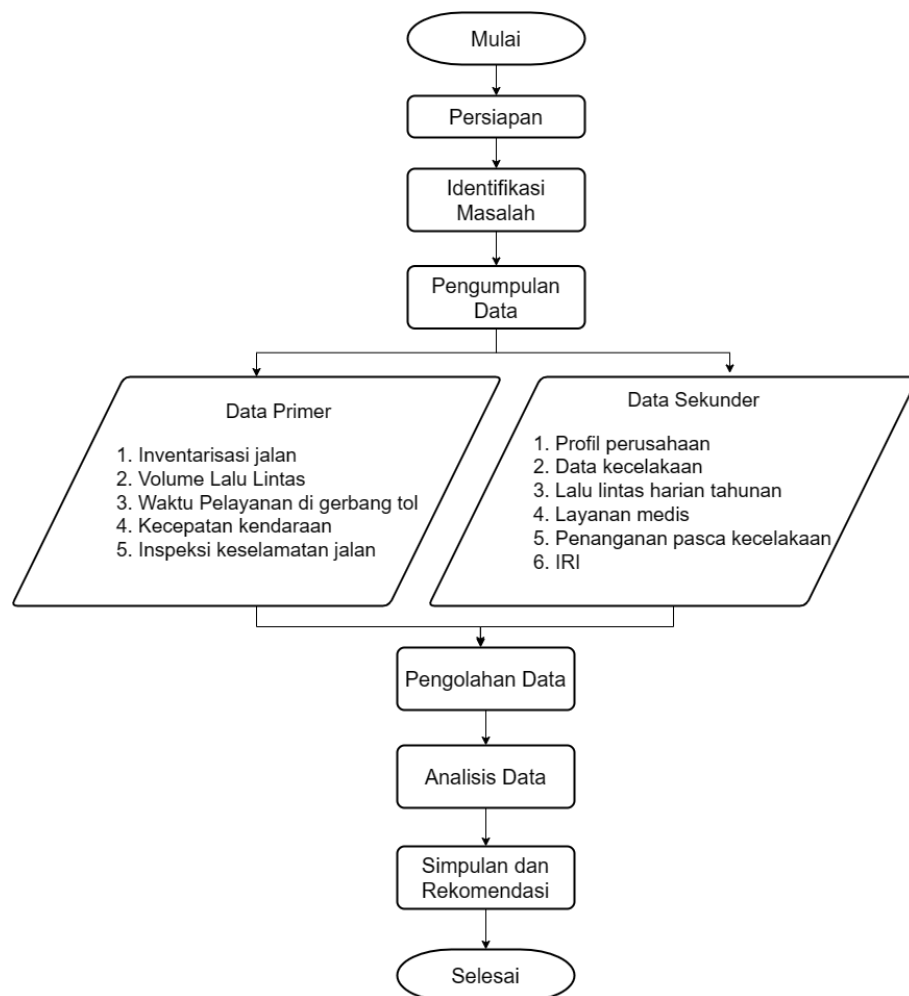 Mulai
Persiapan
Identifikasi
Masalah
Pengumpulan
Data
Data Primer
1. Inventarisasi jalan
2. Volume Lalu Lintas
3. Waktu Pelayanan di gerbang tol
4. Kecepatan kendaraan
5. Inspeksi keselamatan jalan
Data Sekunder
1. Profil perusahaan
2. Data kecelakaan
3. Lalu lintas harian tahunan
4. Layanan medis
5. Penanganan pasca kecelakaan
6. IRI
Pengolahan Data
Analisis Data
Simpulan dan
Rekomendasi
Selesai